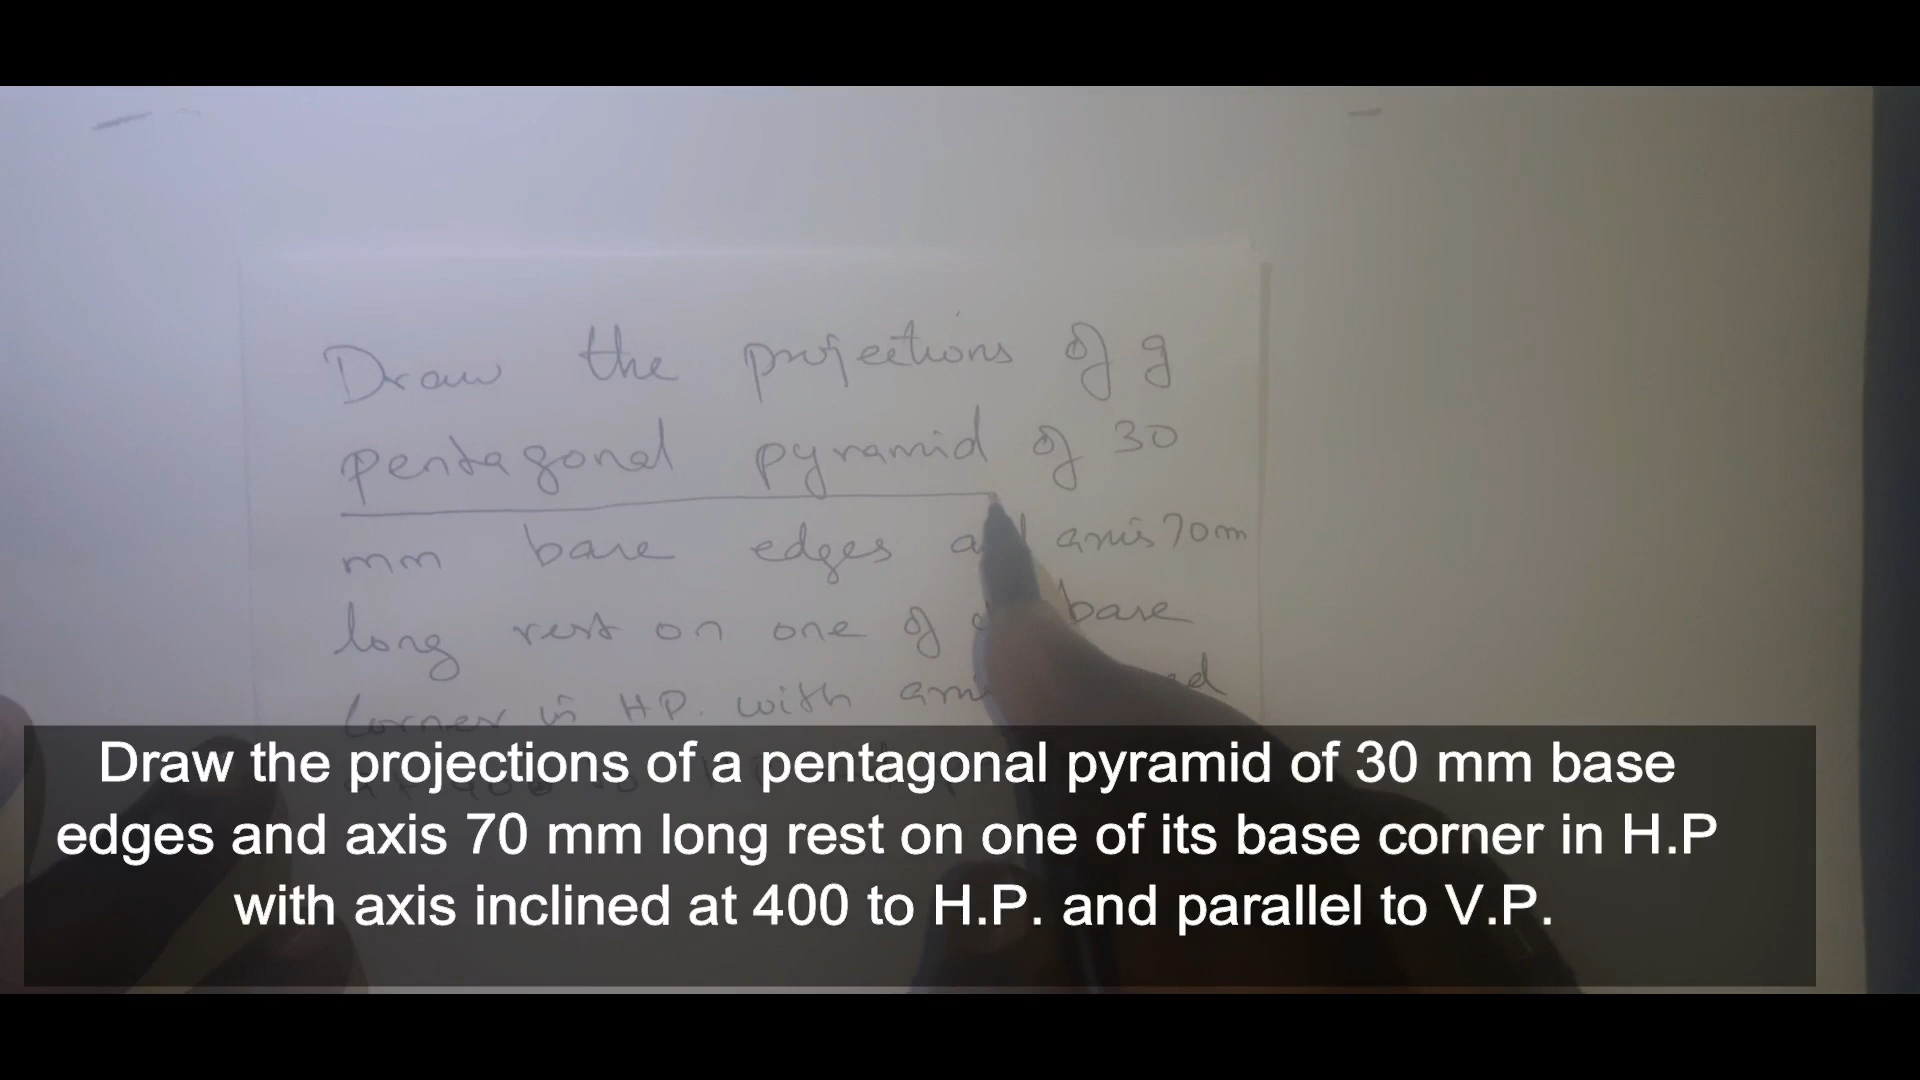 Draw the projections of g
pentagonal pyramid of 30
mm base edges axis 70m
long rest on one of base
corner in HP. with
Draw the projections of a pentagonal pyramid of 30 mm base
edges and axis 70 mm long rest on one of its base corner in H.P
with axis inclined at 400 to H.P. and parallel to V.P.